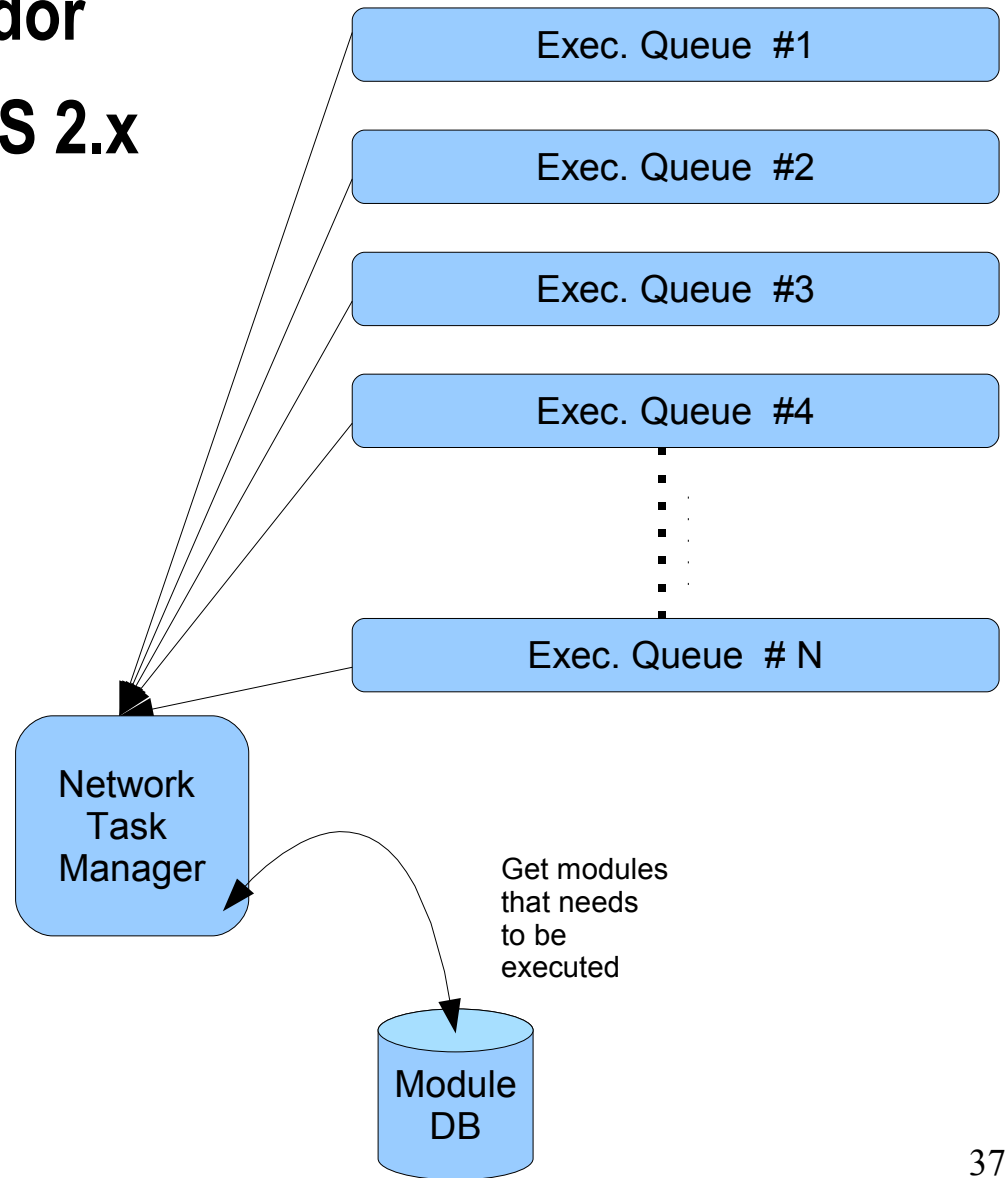 S 2.x
Exec. Queue #1
Exec. Queue #2
Exec. Queue #3
Exec. Queue #4
Exec. Queue # N
Network
Task
Manager
Get modules
that needs
to be
executed
Module
DB
37